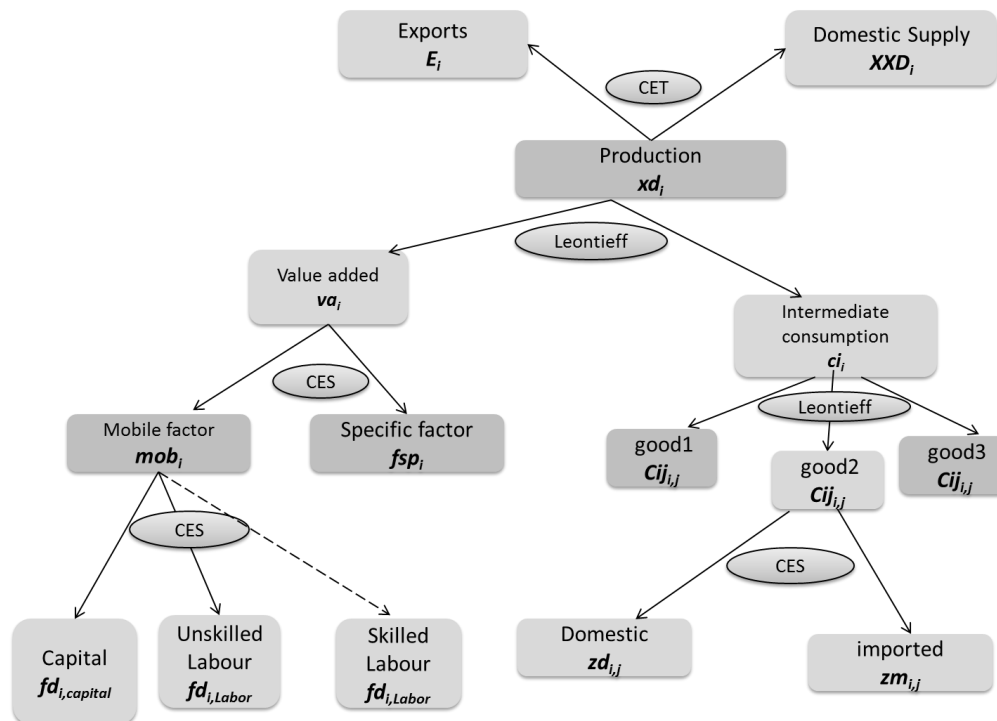 Exports
E_i
Domestic Supply
XXD_i
CET
Production
xd_i
Leontieff
Value added
va_i
Intermediate
consumption
ci_i
CES
Leontieff
Mobile factor
mob_i
Specific factor
fsp_i
good1
Cij_i,j
good2
Cij_i,j
good3
Cij_i,j
CES
CES
Capital
fd_i,capital
Unskilled
Labour
fd_i,Labor
Skilled
Labour
fd_i,Labor
Domestic
zd_i,j
imported
zm_i,j